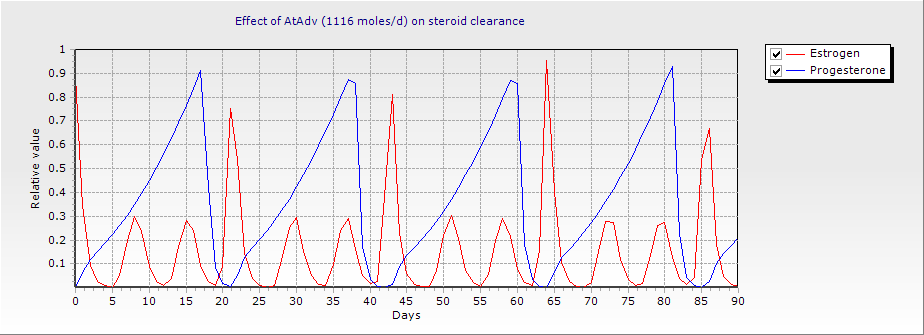 Effect of AtAdv (1116 moles/d) on steroid clearance
Estrogen
Progesterone
Relative value
1
0.9
0.8
0.7
0.6
0.5
0.4
0.3
0.2
0.1
0 5 10 15 20 25 30 35 40 45 50 55 60 65 70 75 80 85 90
Days